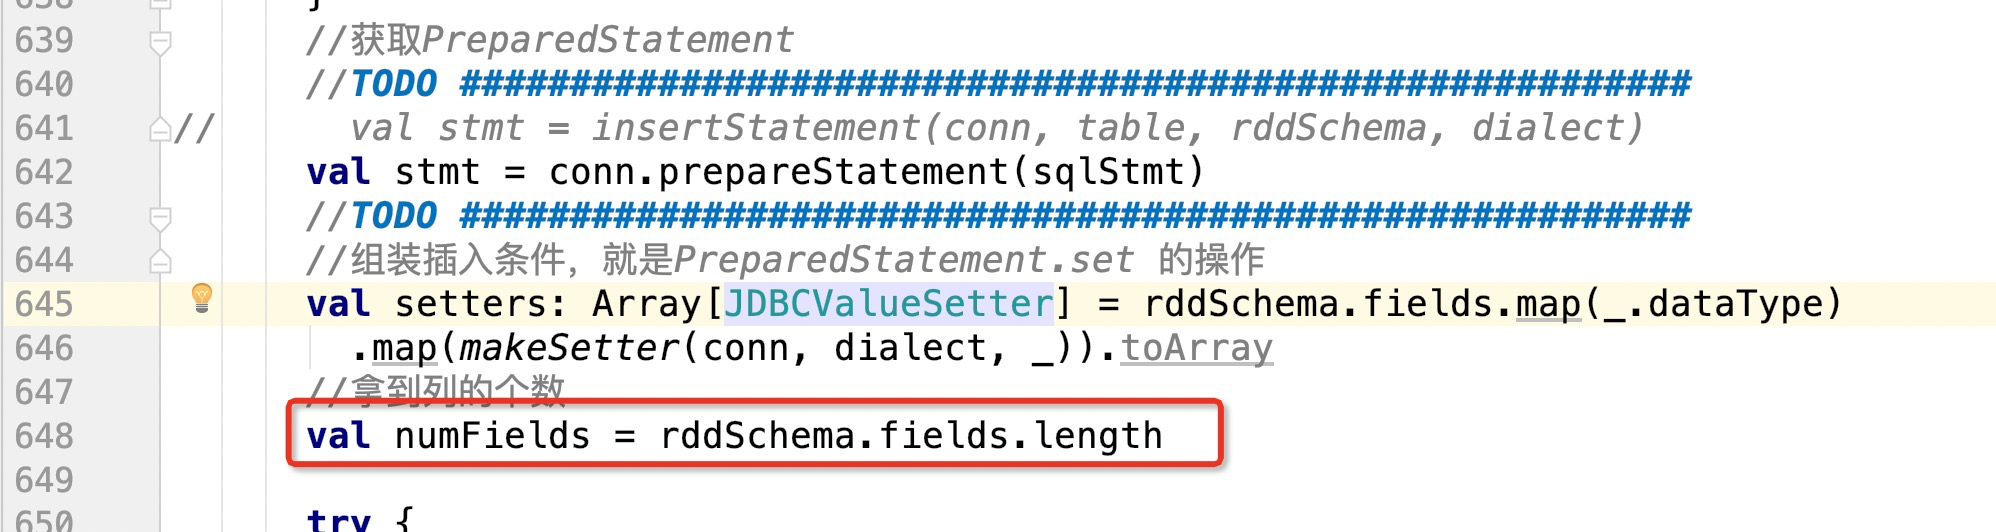 638 }
639 //获取PreparedStatement
640 //TODO ########################################################
641 // val stmt = insertStatement(conn, table, rddSchema, dialect)
642 val stmt = conn.prepareStatement(sqlStmt)
643 //TODO ########################################################
644 //组装插入条件，就是PreparedStatement.set 的操作
645 val setters: Array[JDBCValueSetter] = rddSchema.fields.map(_.dataType)
646 .map(makeSetter(conn, dialect, _)).toArray
647 //拿到列的个数
648 val numFields = rddSchema.fields.length
649
650 try {